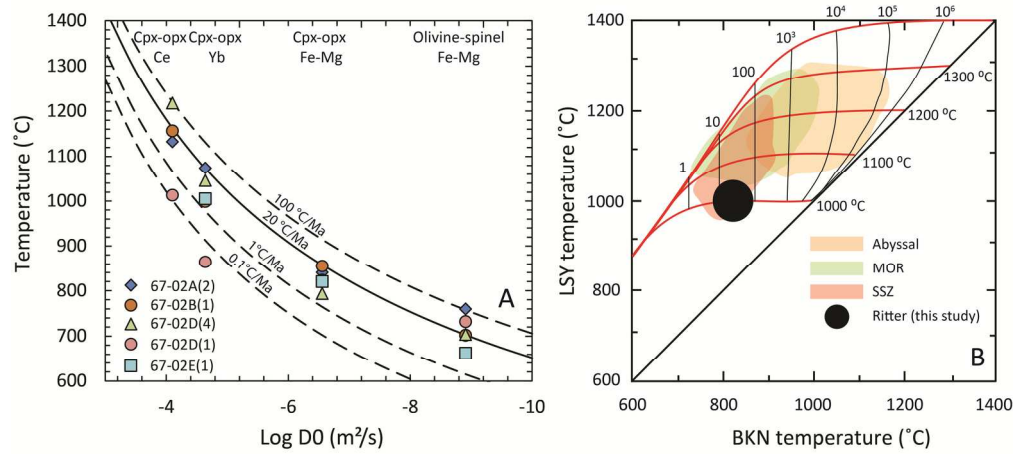 1400
1300
1200
1100
1000
900
800
700
600
Temperature (˚C)
Cpx-opx Cpx-opx Cpx-opx Olivine-spinel
Ce Yb Fe-Mg Fe-Mg
100 °C/Ma
20 °C/Ma
1°C/Ma
0.1°C/Ma
67-02A(2)
67-02B(1)
67-02D(4)
67-02D(1)
67-02E(1)
A
-4 -6 -8 -10
Log D0 (m²/s)
1400
1200
1000
800
600
LSY temperature (˚C)
1
10
100
10³
10⁴
10⁵
10⁶
1300 °C
1200 °C
1100 °C
1000 °C
Abyssal
MOR
SSZ
Ritter (this study)
B
600 800 1000 1200 1400
BKN temperature (˚C)